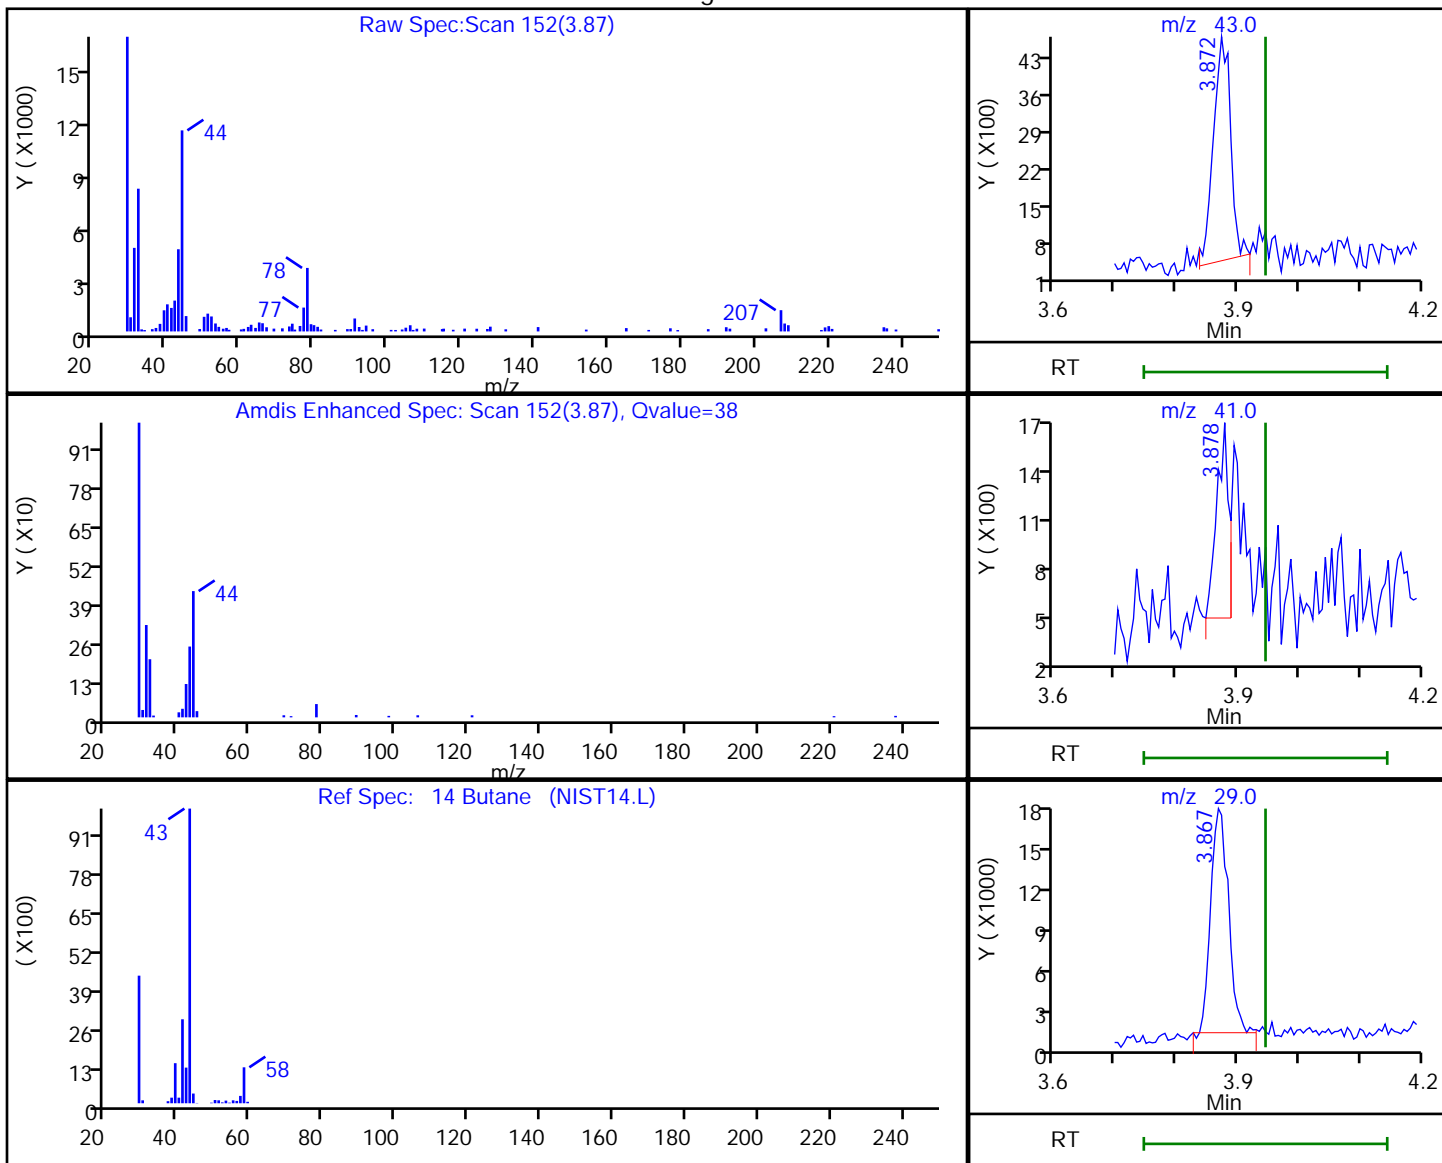 Raw Spec:Scan 152(3.87)
Y ( X1000)
15
12
9
6
3
0
44
78
77
207
20 40 60 80 100 120 140 160 180 200 220 240
m/z
m/z 43.0
Y ( X100)
43
36
29
22
15
8
1
3.872
3.6 3.9 4.2
Min
RT
Amdis Enhanced Spec: Scan 152(3.87), Qvalue=38
Y ( X10)
91
78
65
52
39
26
13
0
44
20 40 60 80 100 120 140 160 180 200 220 240
m/z
m/z 41.0
Y ( X100)
17
14
11
8
5
2
3.878
3.6 3.9 4.2
Min
RT
Ref Spec: 14 Butane (NIST14.L)
( X100)
91
78
65
52
39
26
13
0
43
58
20 40 60 80 100 120 140 160 180 200 220 240
m/z 29.0
Y ( X1000)
18
15
12
9
6
3
0
3.867
3.6 3.9 4.2
Min
RT